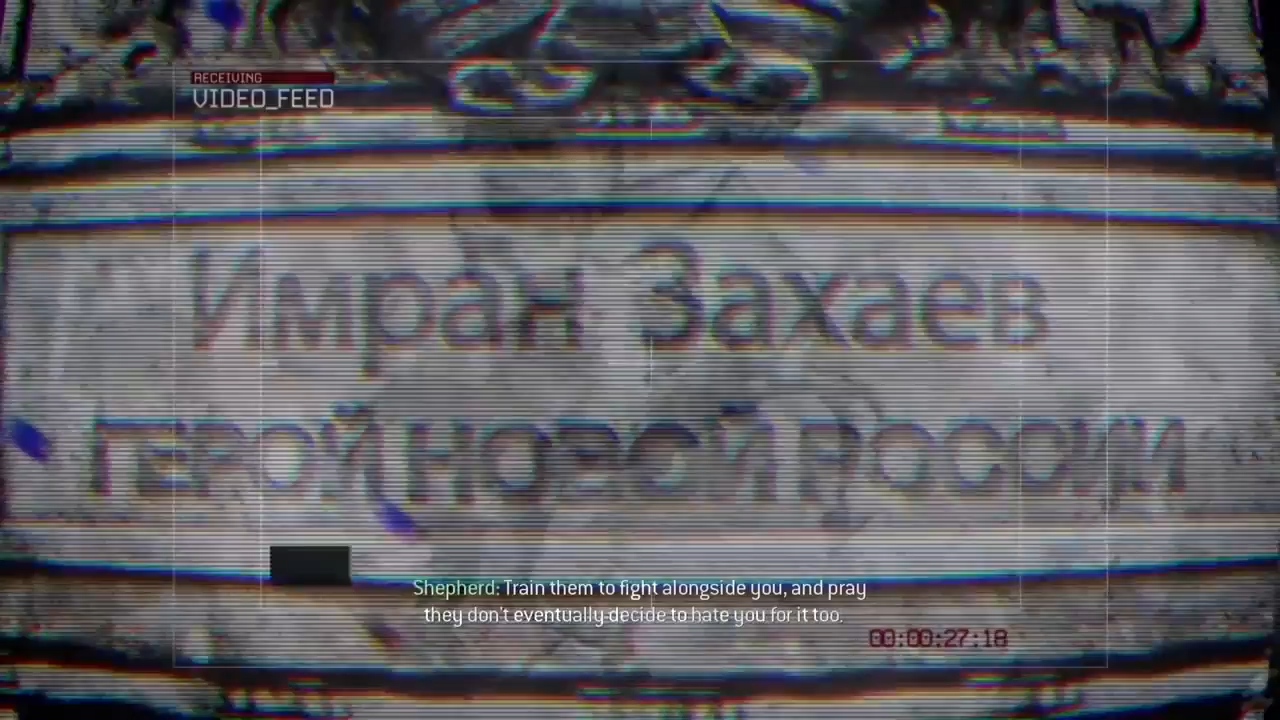 RECEIVING
VIDEO_FEED
Имран Захаев
ГЕРОЙ НОВОЙ РОССИИ
Shepherd: Train them to fight alongside you, and pray
they don't eventually decide to hate you for it too.
00:00:27:18